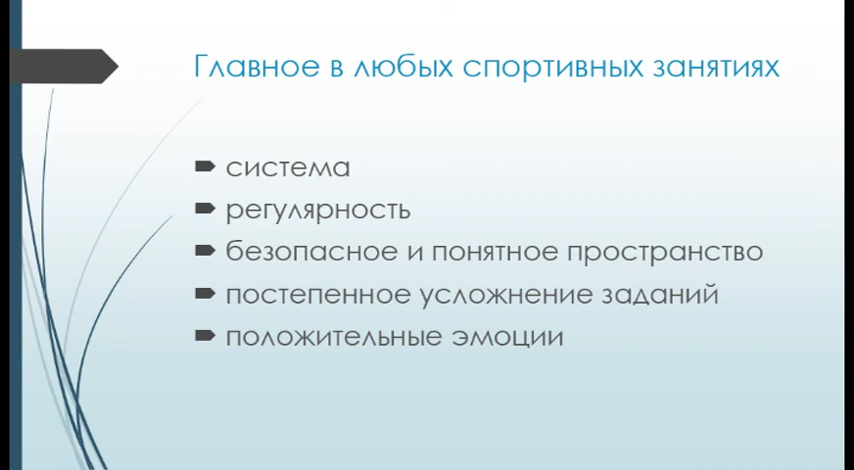 Главное в любых спортивных занятиях
система
регулярность
безопасное и понятное пространство
постепенное усложнение заданий
положительные эмоции